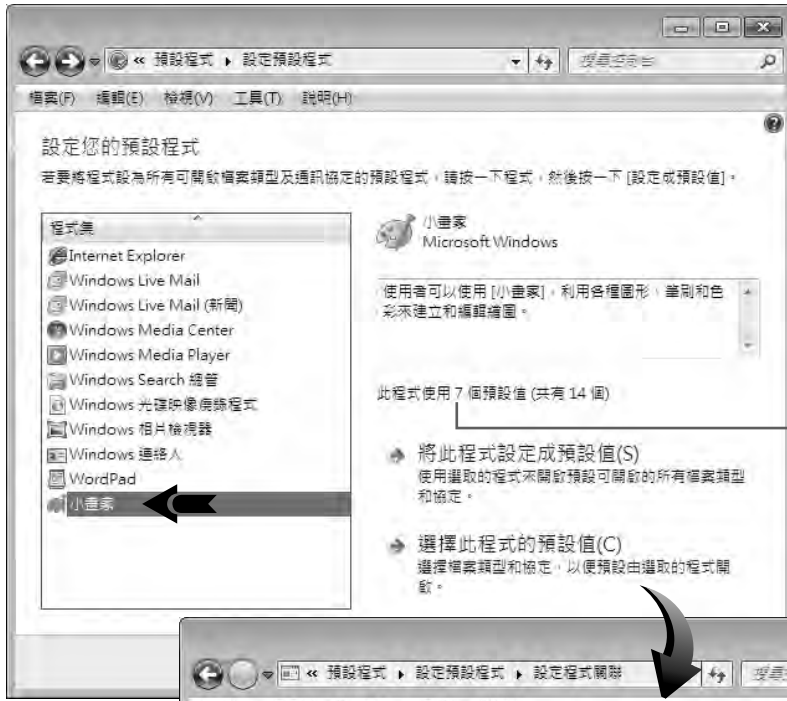 « 預設程式 ▸ 設定預設程式
檔案(F) 編輯(E) 檢視(V) 工具(T) 說明(H)
設定您的預設程式
若要將程式設為所有可開啟檔案類型及通訊協定的預設程式，請按一下程式，然後按一下 [設定成預設值]。
程式集
Internet Explorer
Windows Live Mail
Windows Live Mail (新聞)
Windows Media Center
Windows Media Player
Windows Search 總管
Windows 光碟映像燒錄程式
Windows 相片檢視器
Windows 連絡人
WordPad
小畫家
小畫家
Microsoft Windows
使用者可以使用 [小畫家]，利用各種圖形、筆刷和色
彩來建立和編輯繪圖。
此程式使用 7 個預設值 (共有 14 個)
將此程式設定成預設值(S)
使用選取的程式來開啟預設可開啟的所有檔案類型
和協定。
選擇此程式的預設值(C)
選擇檔案類型和協定，以便預設由選取的程式開
啟。
« 預設程式 ▸ 設定預設程式 ▸ 設定程式關聯